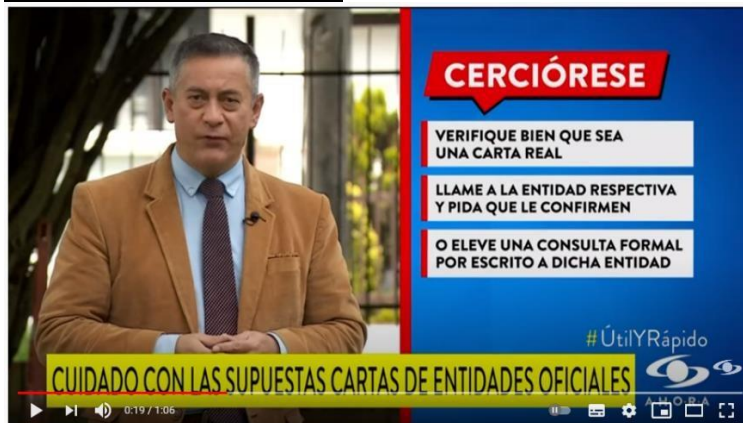 CERCIÓRESE
VERIFIQUE BIEN QUE SEA
UNA CARTA REAL
LLAME A LA ENTIDAD RESPECTIVA
Y PIDA QUE LE CONFIRMEN
O ELEVE UNA CONSULTA FORMAL
POR ESCRITO A DICHA ENTIDAD
#ÚtilYRápido
CUIDADO CON LAS SUPUESTAS CARTAS DE ENTIDADES OFICIALES
AHORA
0:19 / 1:06